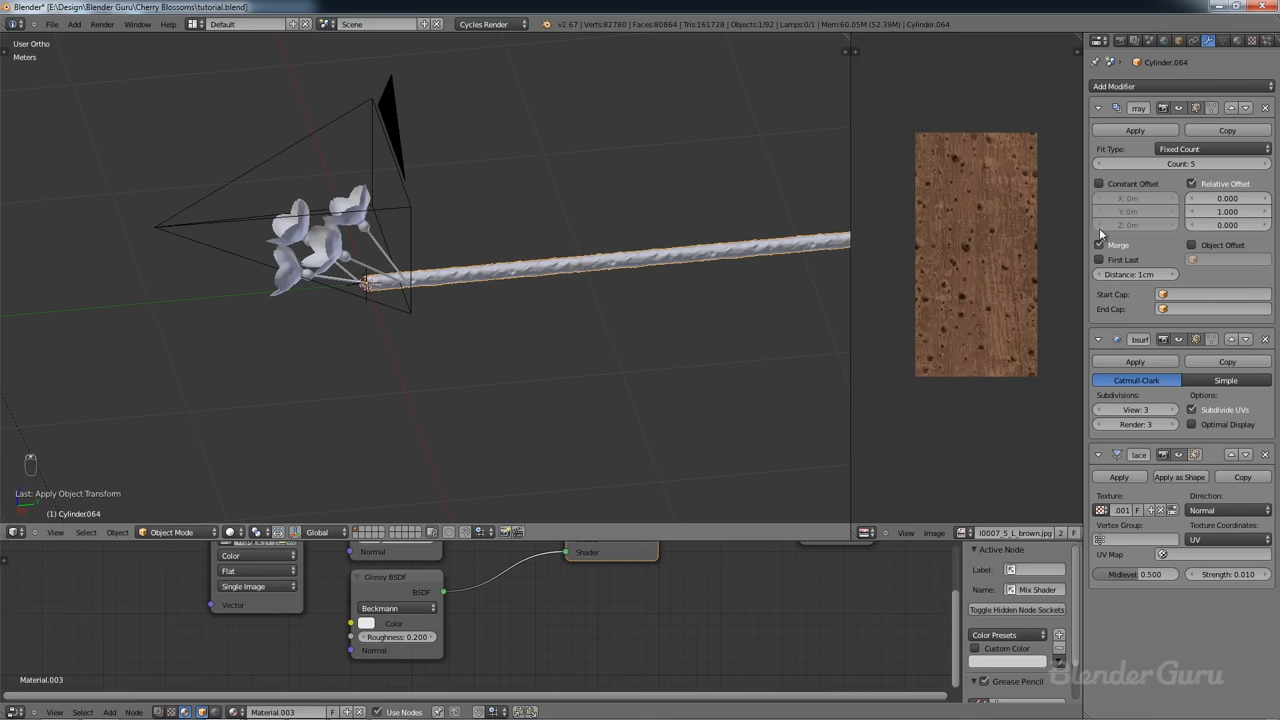 Blender* [E:\Design\Blender Guru\Cherry Blossoms\tutorial.blend]
File Add Render Window Help Default Scene Cycles Render v2.67 | Verts:82780 | Faces:80864 | Tris:161728 | Objects:1/92 | Lamps:0/1 | Mem:60.05M (52.39M) | Cylinder.064
User Ortho
Meters
Cylinder.064
Add Modifier
rray
Apply Copy
Fit Type: Fixed Count
Count: 5
Constant Offset Relative Offset
X: 0m 0.000
Y: 0m 1.000
Z: 0m 0.000
Merge Object Offset
First Last
Distance: 1cm
Start Cap:
End Cap:
bsurf
Apply Copy
Catmull-Clark Simple
Subdivisions: Options:
View: 3 Subdivide UVs
Render: 3 Optimal Display
lace
Apply Apply as Shape Copy
Texture: Direction:
.001 F Normal
Vertex Group: Texture Coordinates:
UV
UV Map
Midlevel: 0.500 Strength: 0.010
Last: Apply Object Transform
(1) Cylinder.064
View Select Object Object Mode Global
View Image l0007_5_L_brown.jpg F
Color
Flat
Single Image
Vector
Normal
Glossy BSDF
BSDF
Beckmann
Color
Roughness: 0.200
Normal
Shader
Active Node
Label:
Name: Mix Shader
Toggle Hidden Node Sockets
Color Presets
Custom Color
Grease Pencil
Material.003
View Select Add Node Material.003 F Use Nodes
BlenderGuru